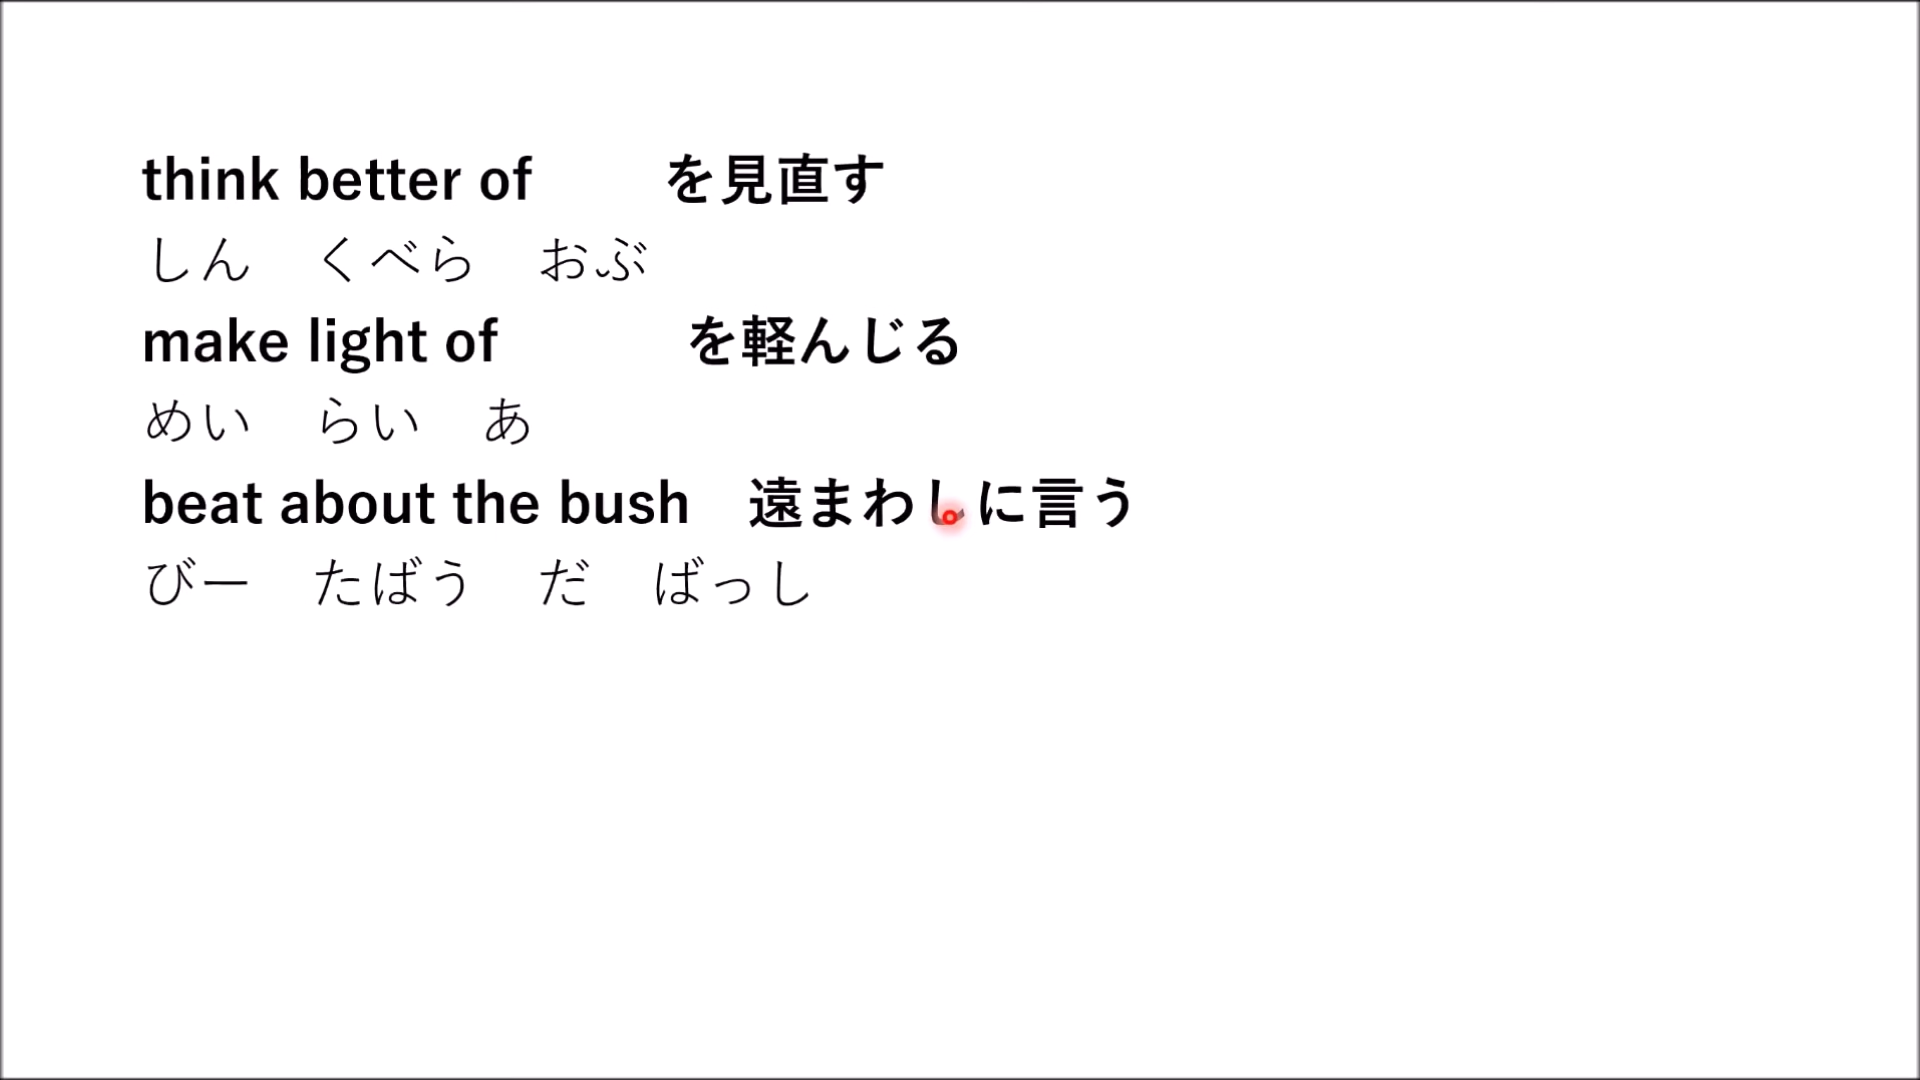 think better of　　を見直す
しん　くべら　おぶ
make light of　　　を軽んじる
めい　らい　あ
beat about the bush　遠まわしに言う
びー　たばう　だ　ばっし